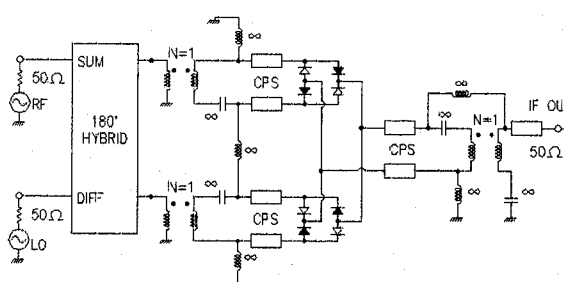 SUM
50Ω
RF
180°
HYBRID
DIFF
50Ω
LO
N=1
∞
CPS
∞
∞
N=1
∞
CPS
∞
∞
∞
N=1
CPS
∞
∞
IF OU
50Ω